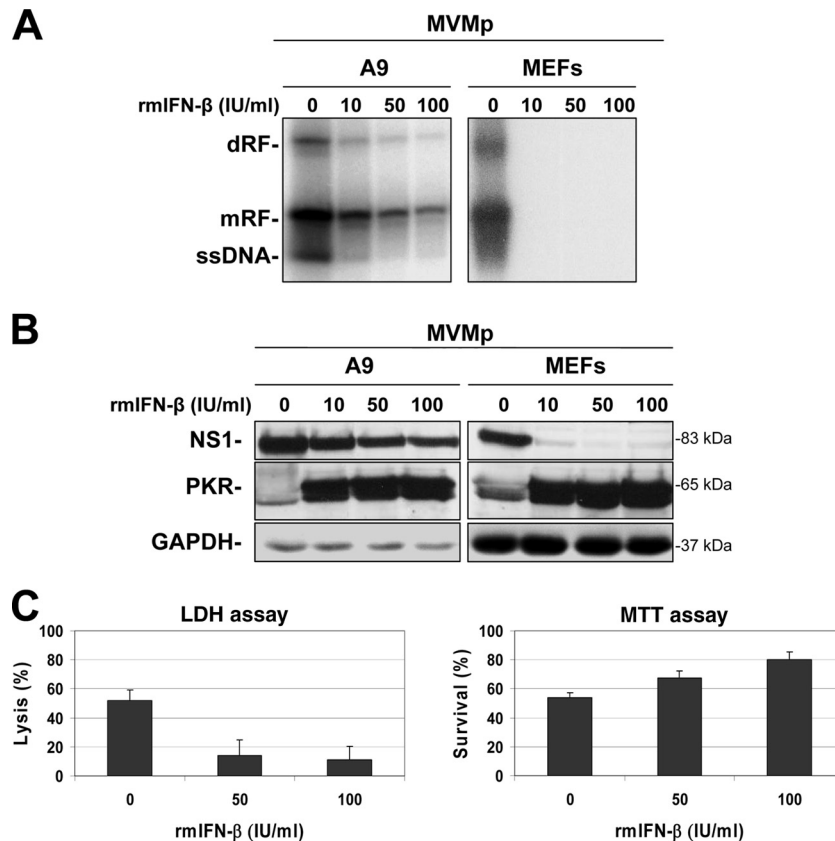 A
MVMp
A9 MEFs
rmIFN-β (IU/ml) 0 10 50 100 0 10 50 100
dRF-
mRF-
ssDNA-
B
MVMp
A9 MEFs
rmIFN-β (IU/ml) 0 10 50 100 0 10 50 100
NS1- -83 kDa
PKR- -65 kDa
GAPDH- -37 kDa
C
LDH assay
Lysis (%)
100
80
60
40
20
0
0 50 100
rmIFN-β (IU/ml)
MTT assay
Survival (%)
100
80
60
40
20
0
0 50 100
rmIFN-β (IU/ml)